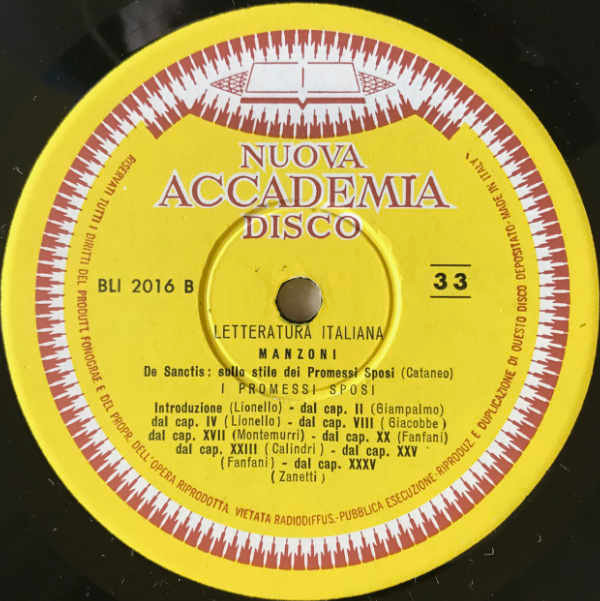 NUOVA
ACCADEMIA
DISCO
BLI 2016 B
33
LETTERATURA ITALIANA
MANZONI
De Sanctis: sullo stile dei Promessi Sposi (Cataneo)
I PROMESSI SPOSI
Introduzione (Lionello) - dal cap. II (Giampalmo)
dal cap. IV (Lionello) - dal cap. VIII (Giacobbe)
dal cap. XVII (Montemurri) - dal cap. XX (Fanfani)
dal cap. XXIII (Calindri) - dal cap. XXV
(Fanfani) - dal cap. XXXV
(Zanetti)
RISERVATI TUTTI I DIRITTI DEL PRODUTT. FONOGRAF. E DEL PROPR. DELL'OPERA RIPRODOTTA. VIETATA RADIODIFFUS.-PUBBLICA ESECUZIONE-RIPRODUZ. E DUPLICAZIONE DI QUESTO DISCO DEPOSITATO-MADE IN ITALY